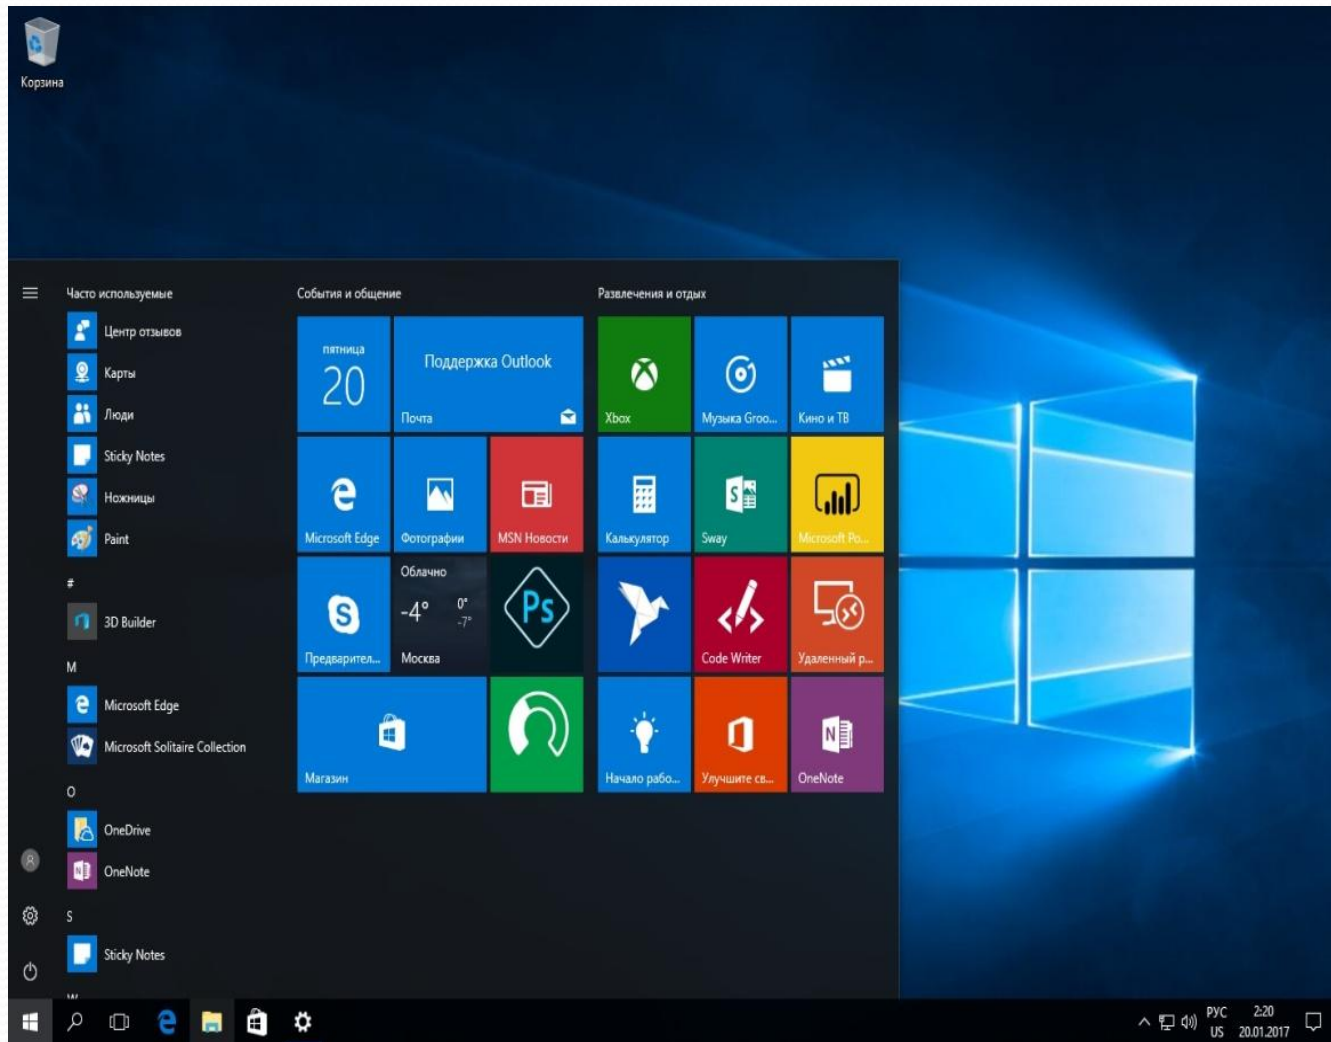 Корзина
Часто используемые
Центр отзывов
Карты
Люди
Sticky Notes
Ножницы
Paint
#
3D Builder
M
Microsoft Edge
Microsoft Solitaire Collection
O
OneDrive
OneNote
S
Sticky Notes
События и общение
пятница
20
Поддержка Outlook
Почта
Microsoft Edge
Фотографии
MSN Новости
Предварител...
Облачно
-4° 0°
-7°
Москва
Ps
Магазин
Развлечения и отдых
Xbox
Музыка Groo...
Кино и ТВ
Калькулятор
Sway
Microsoft Po...
Code Writer
Удаленный р...
Начало рабо...
Улучшите св...
OneNote
РУС 2:20
US 20.01.2017